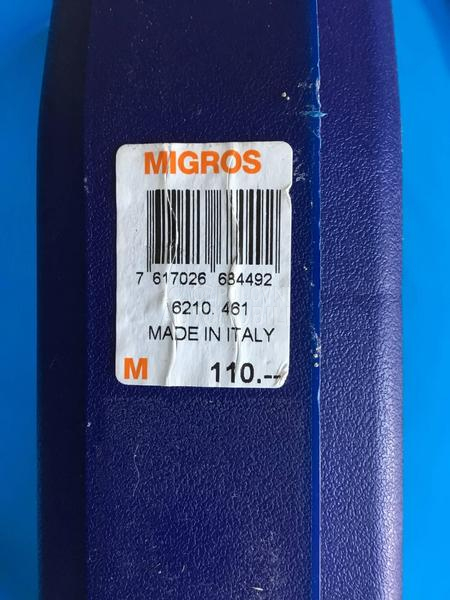 MIGROS
7 617026 684492
6210. 461
MADE IN ITALY
M 110.--